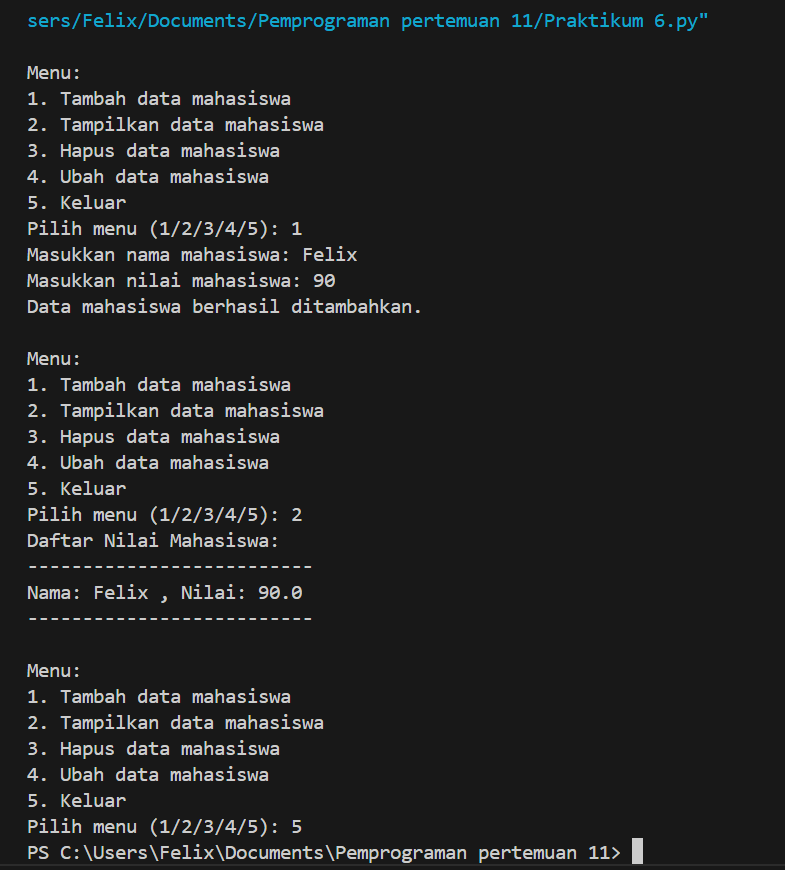 sers/Felix/Documents/Pemprograman pertemuan 11/Praktikum 6.py"
Menu:
1. Tambah data mahasiswa
2. Tampilkan data mahasiswa
3. Hapus data mahasiswa
4. Ubah data mahasiswa
5. Keluar
Pilih menu (1/2/3/4/5): 1
Masukkan nama mahasiswa: Felix
Masukkan nilai mahasiswa: 90
Data mahasiswa berhasil ditambahkan.
Menu:
1. Tambah data mahasiswa
2. Tampilkan data mahasiswa
3. Hapus data mahasiswa
4. Ubah data mahasiswa
5. Keluar
Pilih menu (1/2/3/4/5): 2
Daftar Nilai Mahasiswa:
--------------------------
Nama: Felix , Nilai: 90.0
--------------------------
Menu:
1. Tambah data mahasiswa
2. Tampilkan data mahasiswa
3. Hapus data mahasiswa
4. Ubah data mahasiswa
5. Keluar
Pilih menu (1/2/3/4/5): 5
PS C:\Users\Felix\Documents\Pemprograman pertemuan 11>